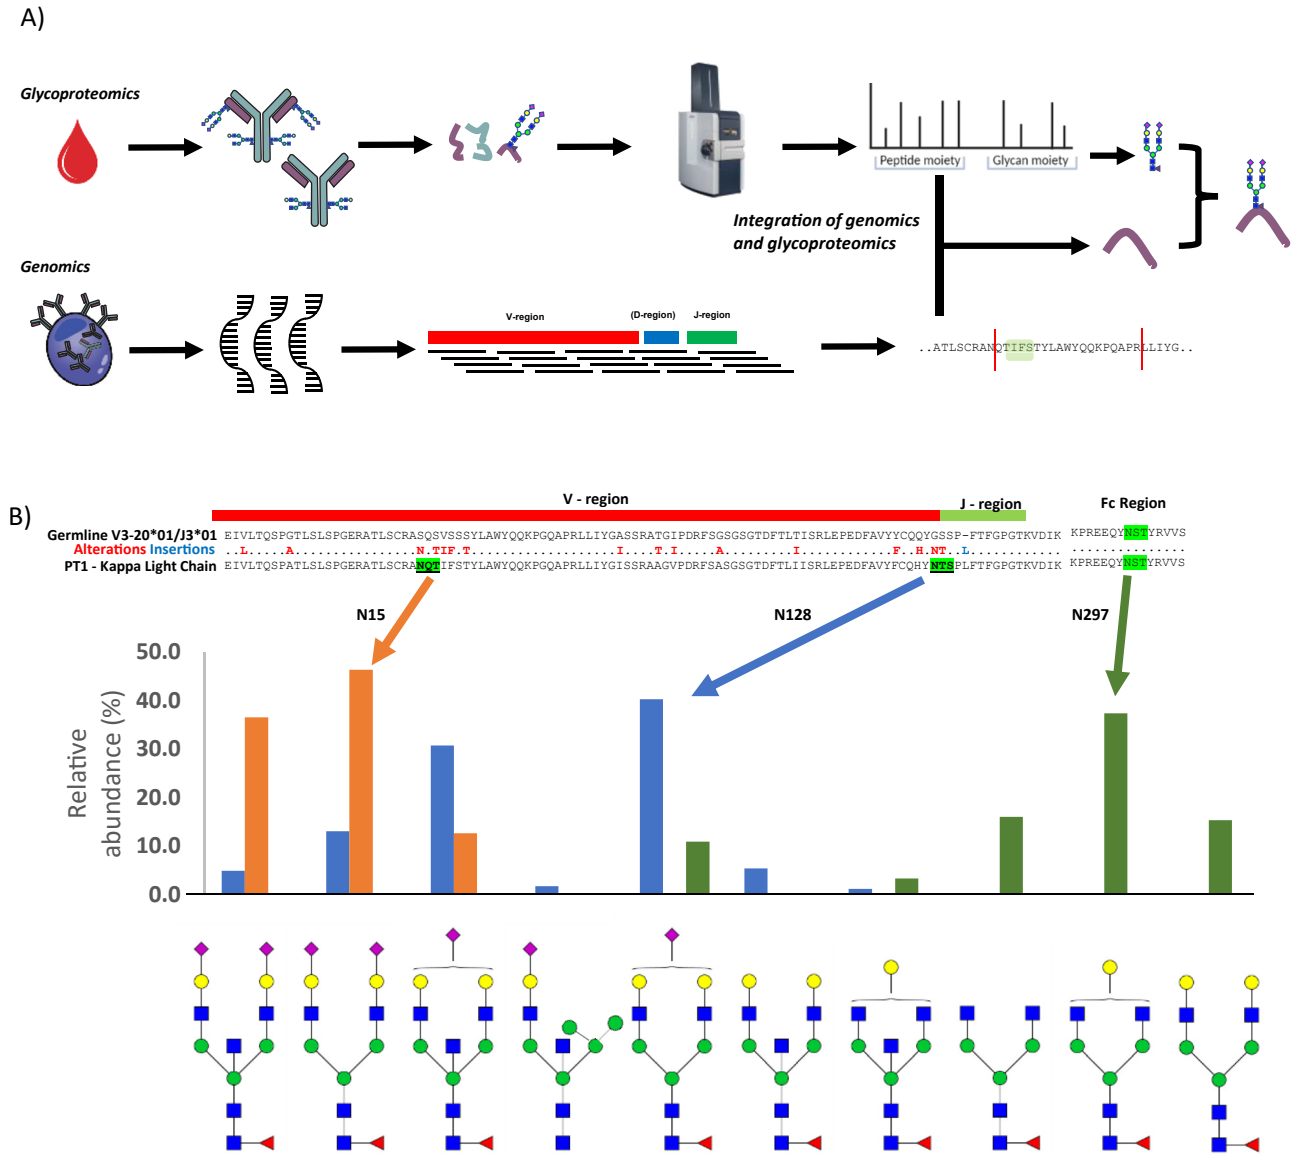 A)
Glycoproteomics
Peptide moiety
Glycan moiety
Integration of genomics
and glycoproteomics
Genomics
V-region
(D-region)
J-region
..ATLSCRANQTIFSTYLAWYQQKPQAPRLLIYG..
B)
V - region
J - region
Fc Region
Germline V3-20*01/J3*01 EIVLTQSPGTLSLSPGERATLSCRASQSVSSSYLAWYQQKPGQAPRLLIYGASSRATGIPDRFSGSGSGTDFTLTISRLEPEDFAVYYCQQYGSSP-FTFGPGTKVDIK KPREEQYNSTYRVVS
Alterations Insertions ...L.....A................N.TIF.T......................I....T.I.....A.........I............F..H.NT..L............ ...............
PT1 - Kappa Light Chain EIVLTQSPATLSLSPGERATLSCRANQTIFSTYLAWYQQKPGQAPRLLIYGISSRAAGVPDRFSASGSGTDFTLIISRLEPEDFAVYFCQHYNTSPLFTFGPGTKVDIK KPREEQYNSTYRVVS
N15
N128
N297
Relative
abundance (%)
50.0
40.0
30.0
20.0
10.0
0.0